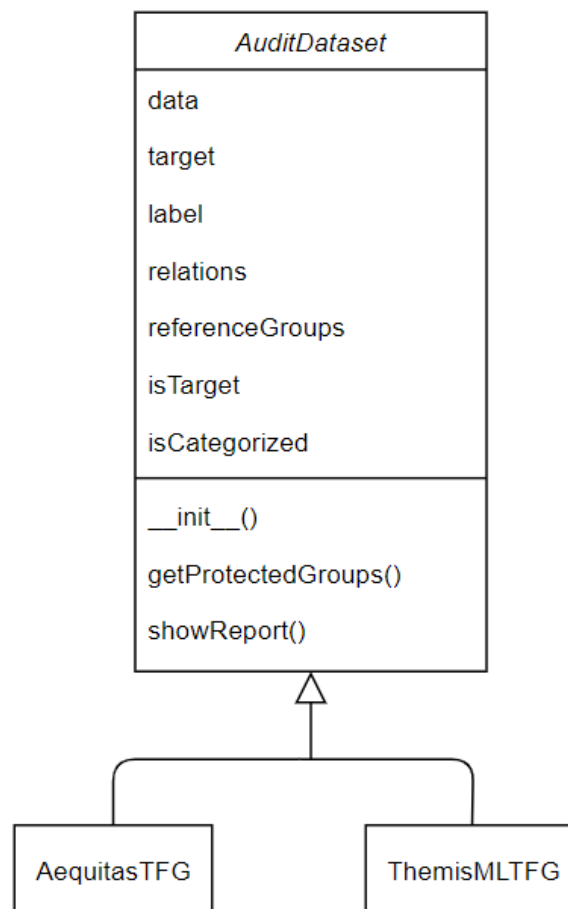 AuditDataset
data
target
label
relations
referenceGroups
isTarget
isCategorized
__init__()
getProtectedGroups()
showReport()
AequitasTFG
ThemisMLTFG